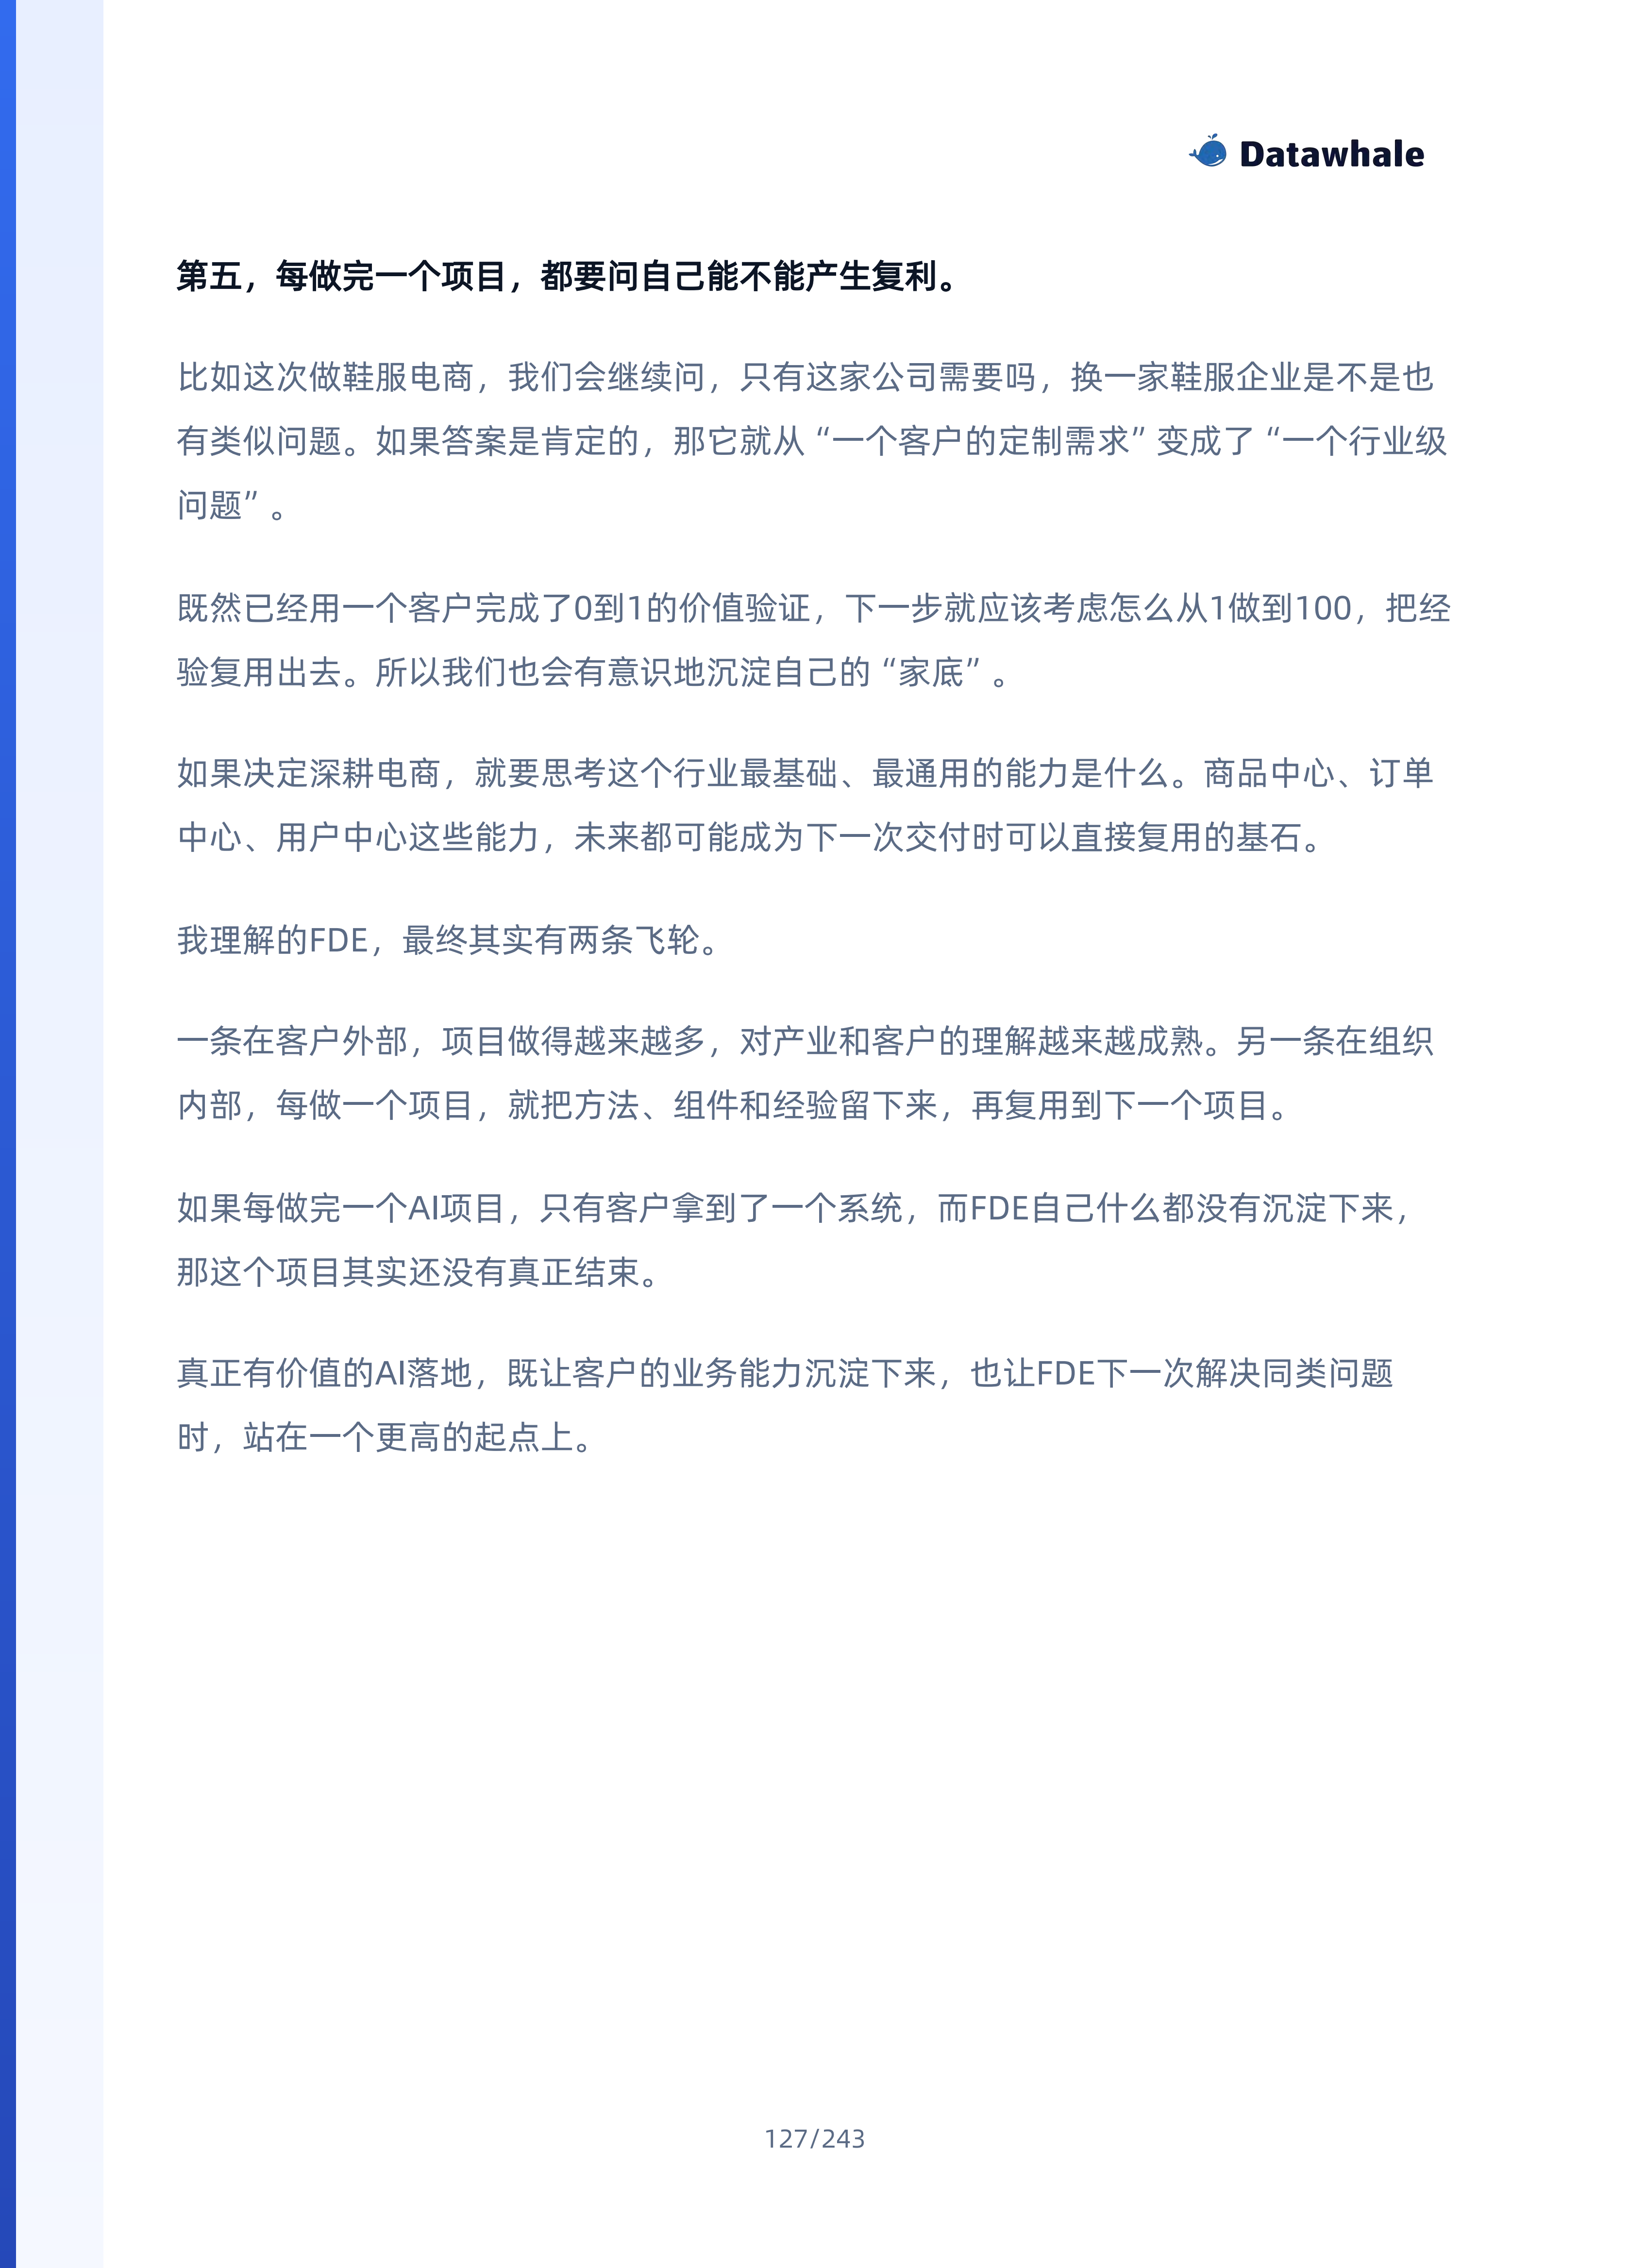 Datawhale
第五，每做完一个项目，都要问自己能不能产生复利。
比如这次做鞋服电商，我们会继续问，只有这家公司需要吗，换一家鞋服企业是不是也
有类似问题。如果答案是肯定的，那它就从“一个客户的定制需求”变成了“一个行业级
问题”。
既然已经用一个客户完成了0到1的价值验证，下一步就应该考虑怎么从1做到100，把经
验复用出去。所以我们也会有意识地沉淀自己的“家底”。
如果决定深耕电商，就要思考这个行业最基础、最通用的能力是什么。商品中心、订单
中心、用户中心这些能力，未来都可能成为下一次交付时可以直接复用的基石。
我理解的FDE，最终其实有两条飞轮。
一条在客户外部，项目做得越来越多，对产业和客户的理解越来越成熟。另一条在组织
内部，每做一个项目，就把方法、组件和经验留下来，再复用到下一个项目。
如果每做完一个AI项目，只有客户拿到了一个系统，而FDE自己什么都没有沉淀下来，
那这个项目其实还没有真正结束。
真正有价值的AI落地，既让客户的业务能力沉淀下来，也让FDE下一次解决同类问题
时，站在一个更高的起点上。
127/243